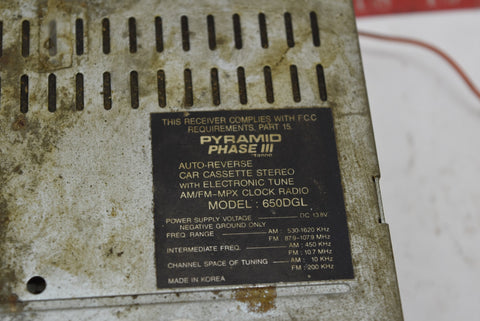 THIS RECEIVER COMPLIES WITH F.C.C
REQUIREMENTS, PART 15.
PYRAMID
PHASE III
AUTO-REVERSE
CAR CASSETTE STEREO
WITH ELECTRONIC TUNE
AM/FM-MPX CLOCK RADIO
MODEL : 650DGL
POWER SUPPLY VOLTAGE DC 13.8V
NEGATIVE GROUND ONLY
FREQ. RANGE AM : 530-1620 KHz
FM : 87.9-107.9 MHz
INTERMEDIATE FREQ. AM : 450 KHz
FM : 10.7 MHz
CHANNEL SPACE OF TUNING AM : 10 KHz
FM : 200 KHz
MADE IN KOREA